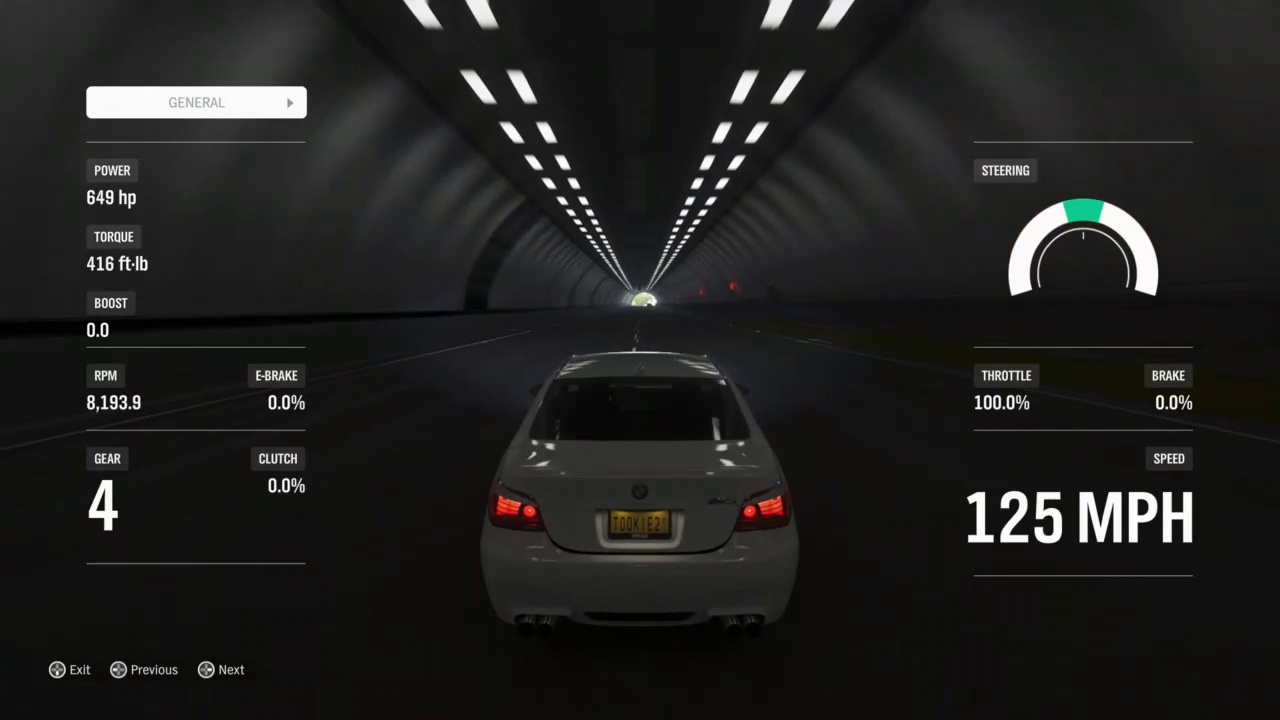 GENERAL
POWER
649 hp
TORQUE
416 ft·lb
BOOST
0.0
RPM
E-BRAKE
8,193.9
0.0%
GEAR
CLUTCH
4
0.0%
STEERING
THROTTLE
BRAKE
100.0%
0.0%
SPEED
125 MPH
Exit
Previous
Next